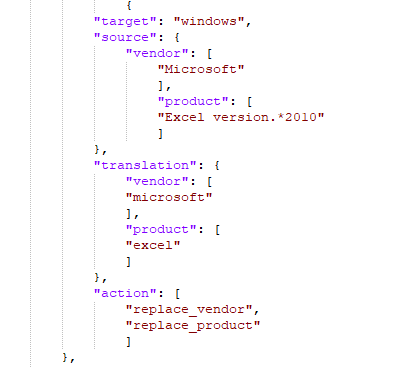 {
"target": "windows",
"source": {
"vendor": [
"Microsoft"
],
"product": [
"Excel version.*2010"
]
},
"translation": {
"vendor": [
"microsoft"
],
"product": [
"excel"
]
},
"action": [
"replace_vendor",
"replace_product"
]
},